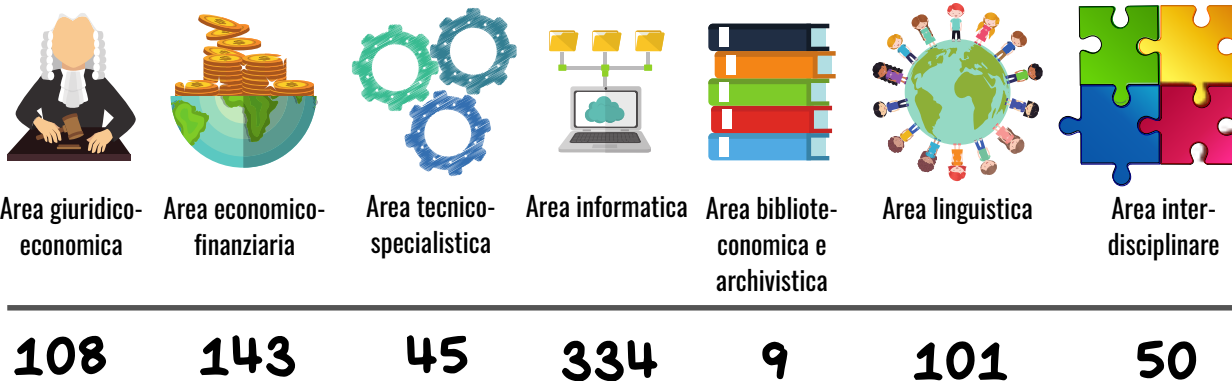 Area giuridico-
economica
Area economico-
finanziaria
Area tecnico-
specialistica
Area informatica
Area bibliote-
conomica e
archivistica
Area linguistica
Area inter-
disciplinare
108
143
45
334
9
101
50